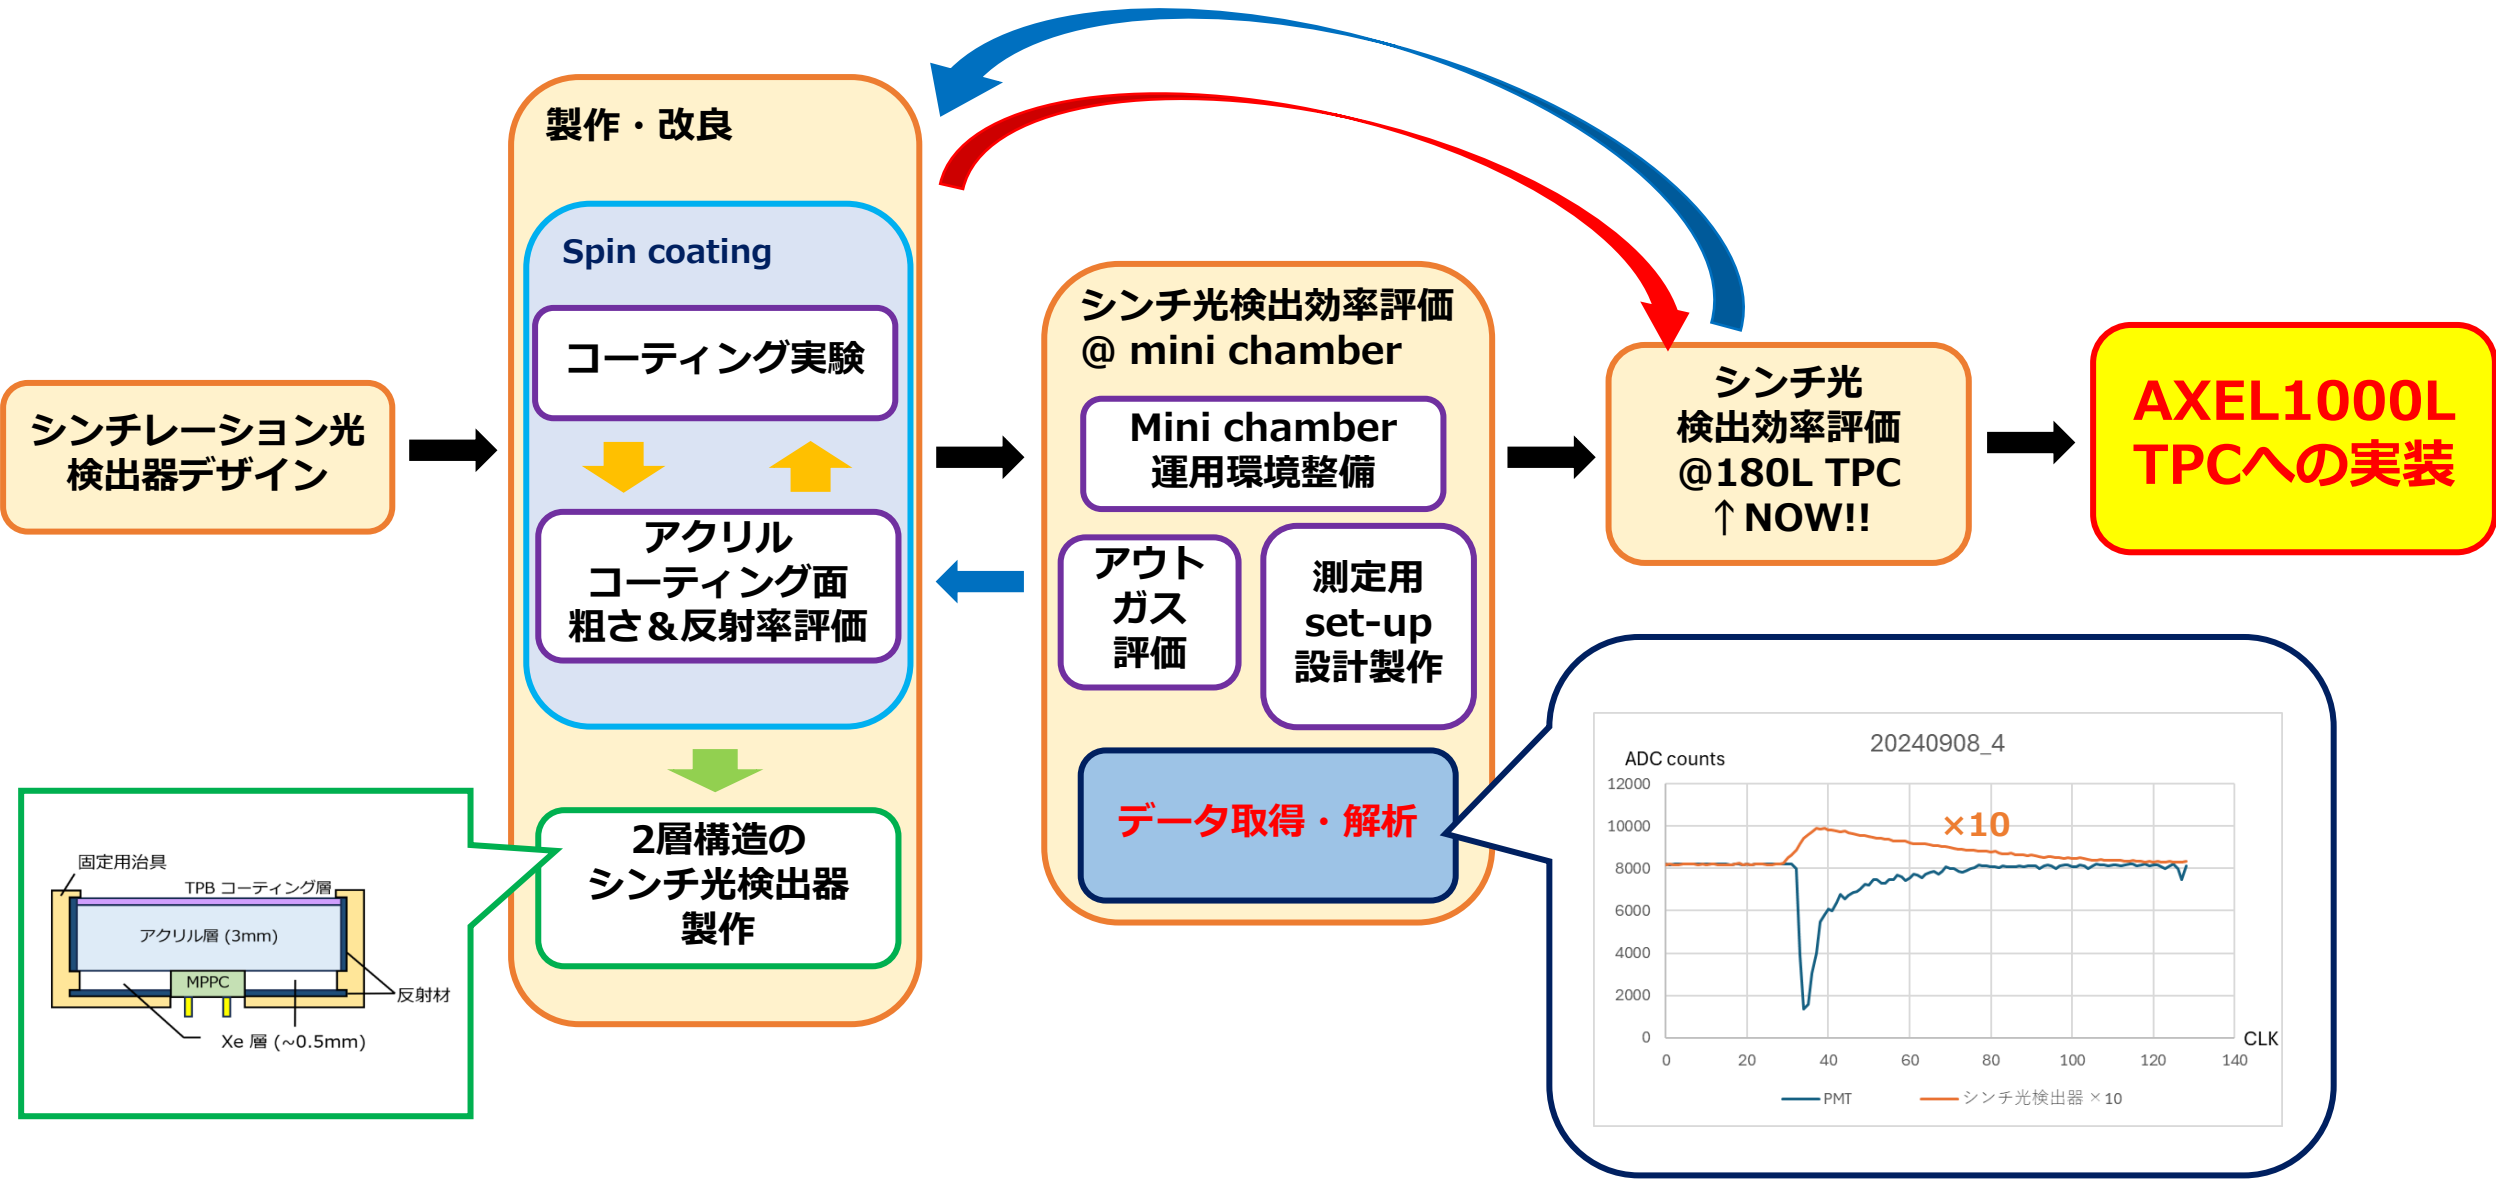 製作・改良
Spin coating
コーティング実験
アクリル
コーティング面
粗さ＆反射率評価
2層構造の
シンチ光検出器
製作
シンチレーション光
検出器デザイン
シンチ光検出効率評価
@ mini chamber
Mini chamber
運用環境整備
アウト
ガス
評価
測定用
set-up
設計製作
データ取得・解析
シンチ光
検出効率評価
@180L TPC
↑NOW!!
AXEL1000L
TPCへの実装
固定用治具
TPB コーティング層
アクリル層 (3mm)
MPPC
反射材
Xe 層 (~0.5mm)
20240908_4
ADC counts
12000
10000
8000
6000
4000
2000
0
×10
0 20 40 60 80 100 120 140
CLK
PMT
シンチ光検出器 ×10